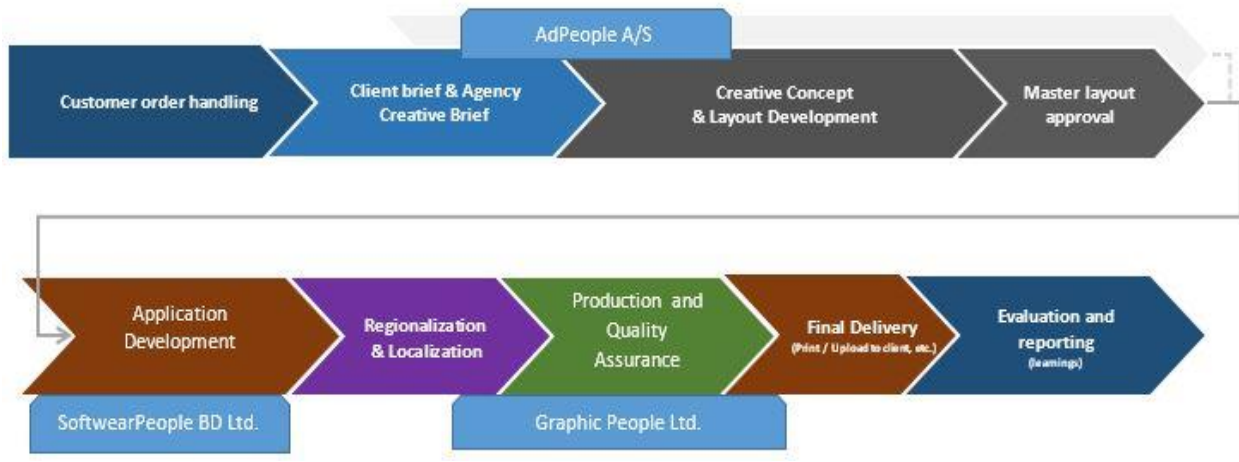 AdPeople A/S
Customer order handling
Client brief & Agency
Creative Brief
Creative Concept
& Layout Development
Master layout
approval
Application
Development
Regionalization
& Localization
Production and
Quality
Assurance
Final Delivery
(Print / Upload to client, etc.)
Evaluation and
reporting
(learnings)
SoftwearPeople BD Ltd.
Graphic People Ltd.